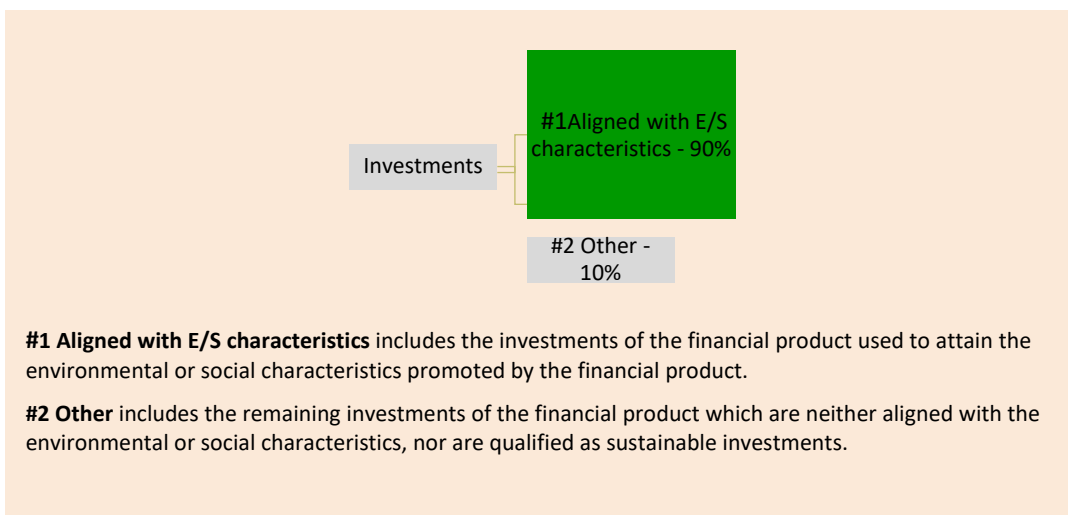 #1Aligned with E/S
characteristics - 90%
Investments
#2 Other -
10%
#1 Aligned with E/S characteristics includes the investments of the financial product used to attain the
environmental or social characteristics promoted by the financial product.
#2 Other includes the remaining investments of the financial product which are neither aligned with the
environmental or social characteristics, nor are qualified as sustainable investments.